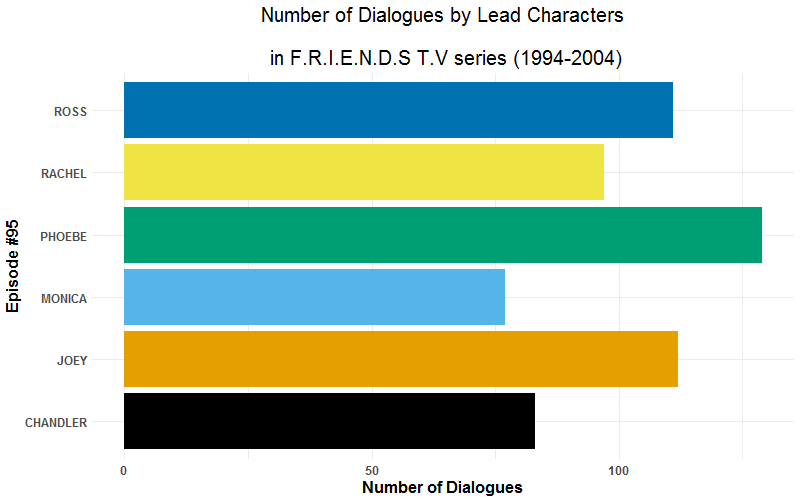 Number of Dialogues by Lead Characters
in F.R.I.E.N.D.S T.V series (1994-2004)
ROSS
RACHEL
PHOEBE
MONICA
JOEY
CHANDLER
Episode #95
0 50 100
Number of Dialogues